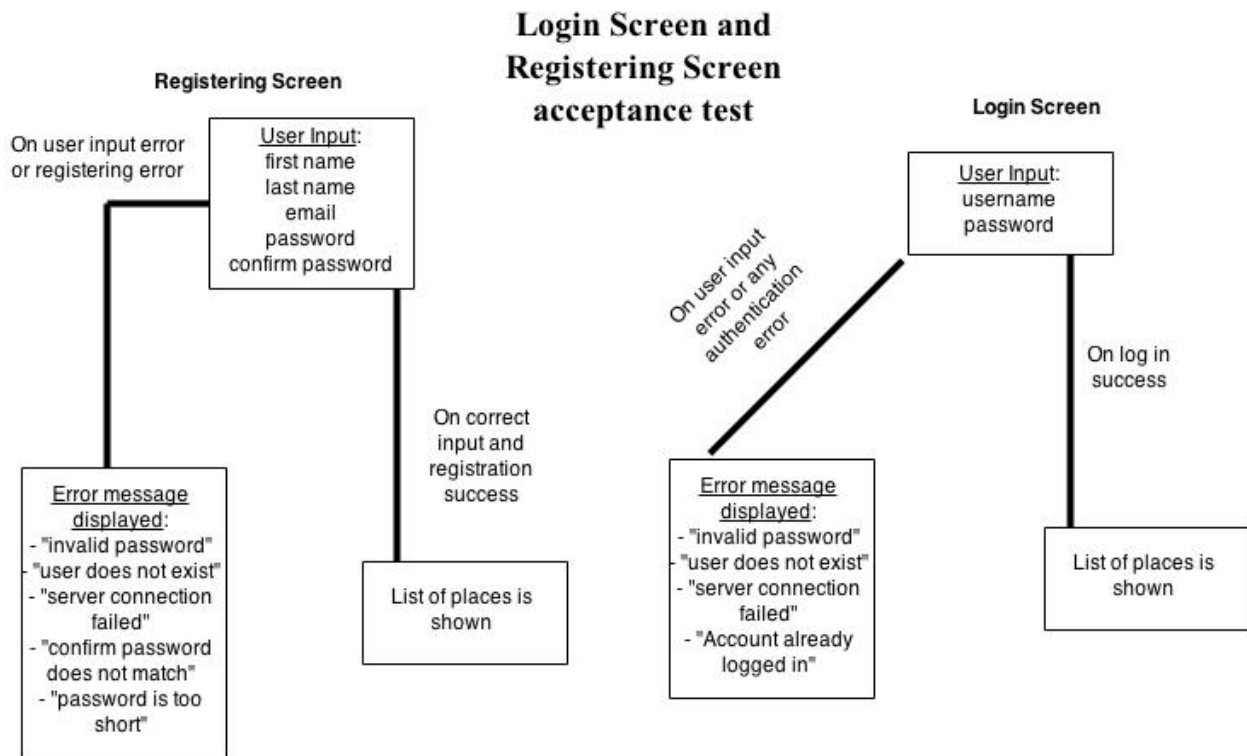 Login Screen and
Registering Screen
acceptance test
Registering Screen
On user input error
or registering error
User Input:
first name
last name
email
password
confirm password
On correct
input and
registration
success
Error message
displayed:
- "invalid password"
- "user does not exist"
- "server connection
failed"
- "confirm password
does not match"
- "password is too
short"
List of places is
shown
Login Screen
User Input:
username
password
On user input
error or any
authentication
error
On log in
success
Error message
displayed:
- "invalid password"
- "user does not exist"
- "server connection
failed"
- "Account already
logged in"
List of places is
shown